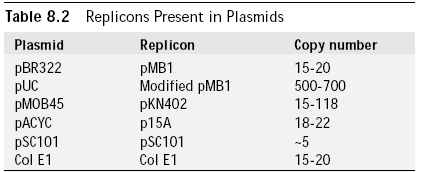 Table 8.2 Replicons Present in Plasmids
Plasmid Replicon Copy number
pBR322 pMB1 15-20
pUC Modified pMB1 500-700
pMOB45 pKN402 15-118
pACYC p15A 18-22
pSC101 pSC101 ~5
Col E1 Col E1 15-20